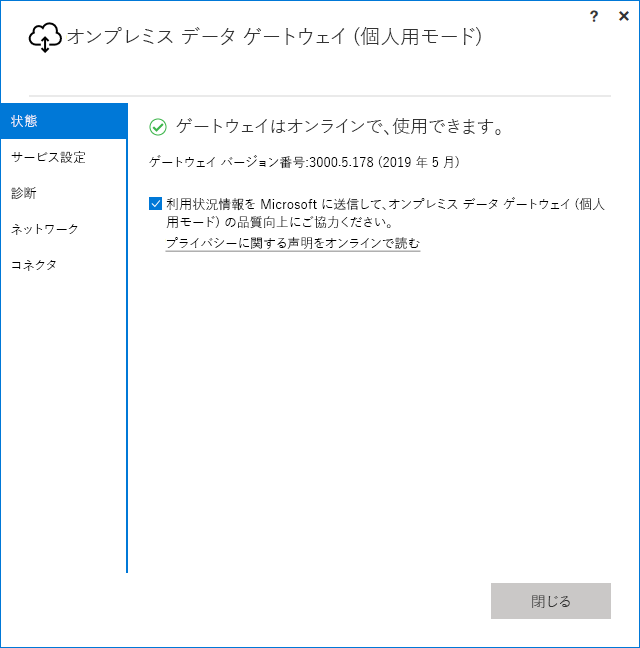 ? ×
オンプレミス データ ゲートウェイ (個人用モード)
状態
サービス設定
診断
ネットワーク
コネクタ
ゲートウェイはオンラインで、使用できます。
ゲートウェイ バージョン番号:3000.5.178 (2019 年 5 月)
利用状況情報を Microsoft に送信して、オンプレミス データ ゲートウェイ (個人
用モード) の品質向上にご協力ください。
プライバシーに関する声明をオンラインで読む
閉じる